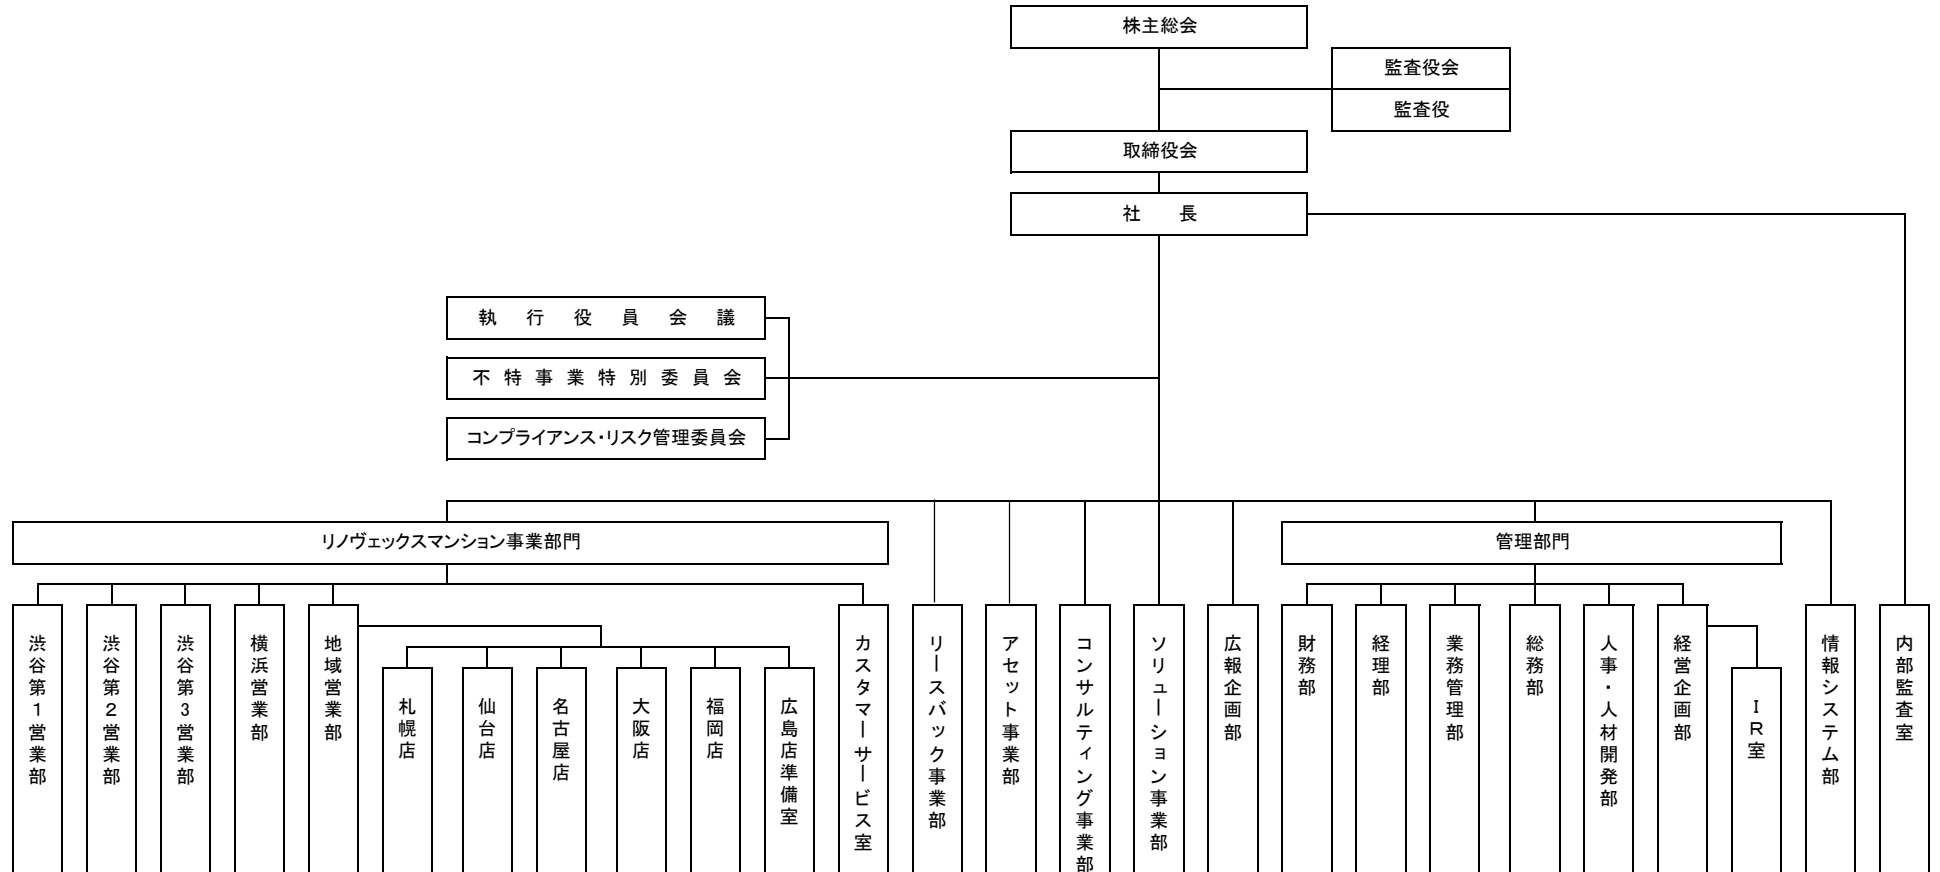 株主総会
監査役会
監査役
取締役会
社　長
執行役員会議
不特事業特別委員会
コンプライアンス・リスク管理委員会
リノヴェックスマンション事業部門
管理部門
渋谷第１営業部
渋谷第２営業部
渋谷第３営業部
横浜営業部
地域営業部
札幌店
仙台店
名古屋店
大阪店
福岡店
広島店準備室
カスタマーサービス室
リースバック事業部
アセット事業部
コンサルティング事業部
ソリューション事業部
広報企画部
財務部
経理部
業務管理部
総務部
人事・人材開発部
経営企画部
ＩＲ室
情報システム部
内部監査室